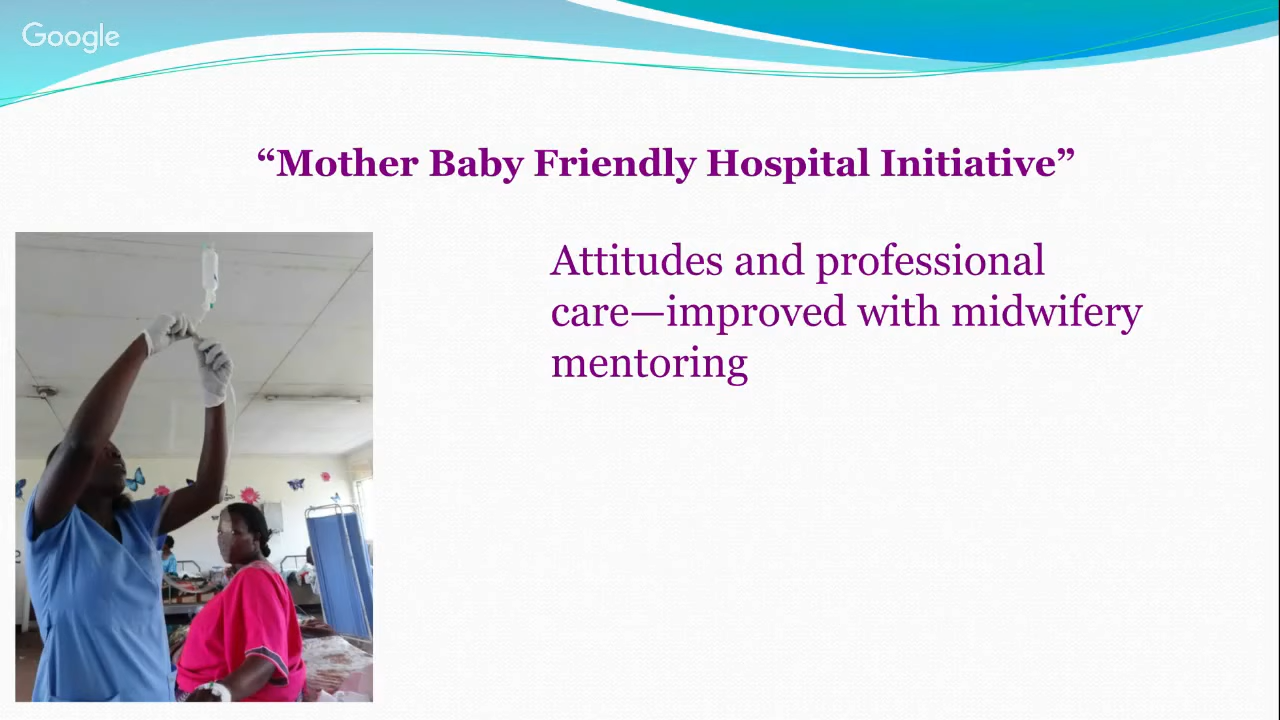 Google
“Mother Baby Friendly Hospital Initiative”
Attitudes and professional
care—improved with midwifery
mentoring